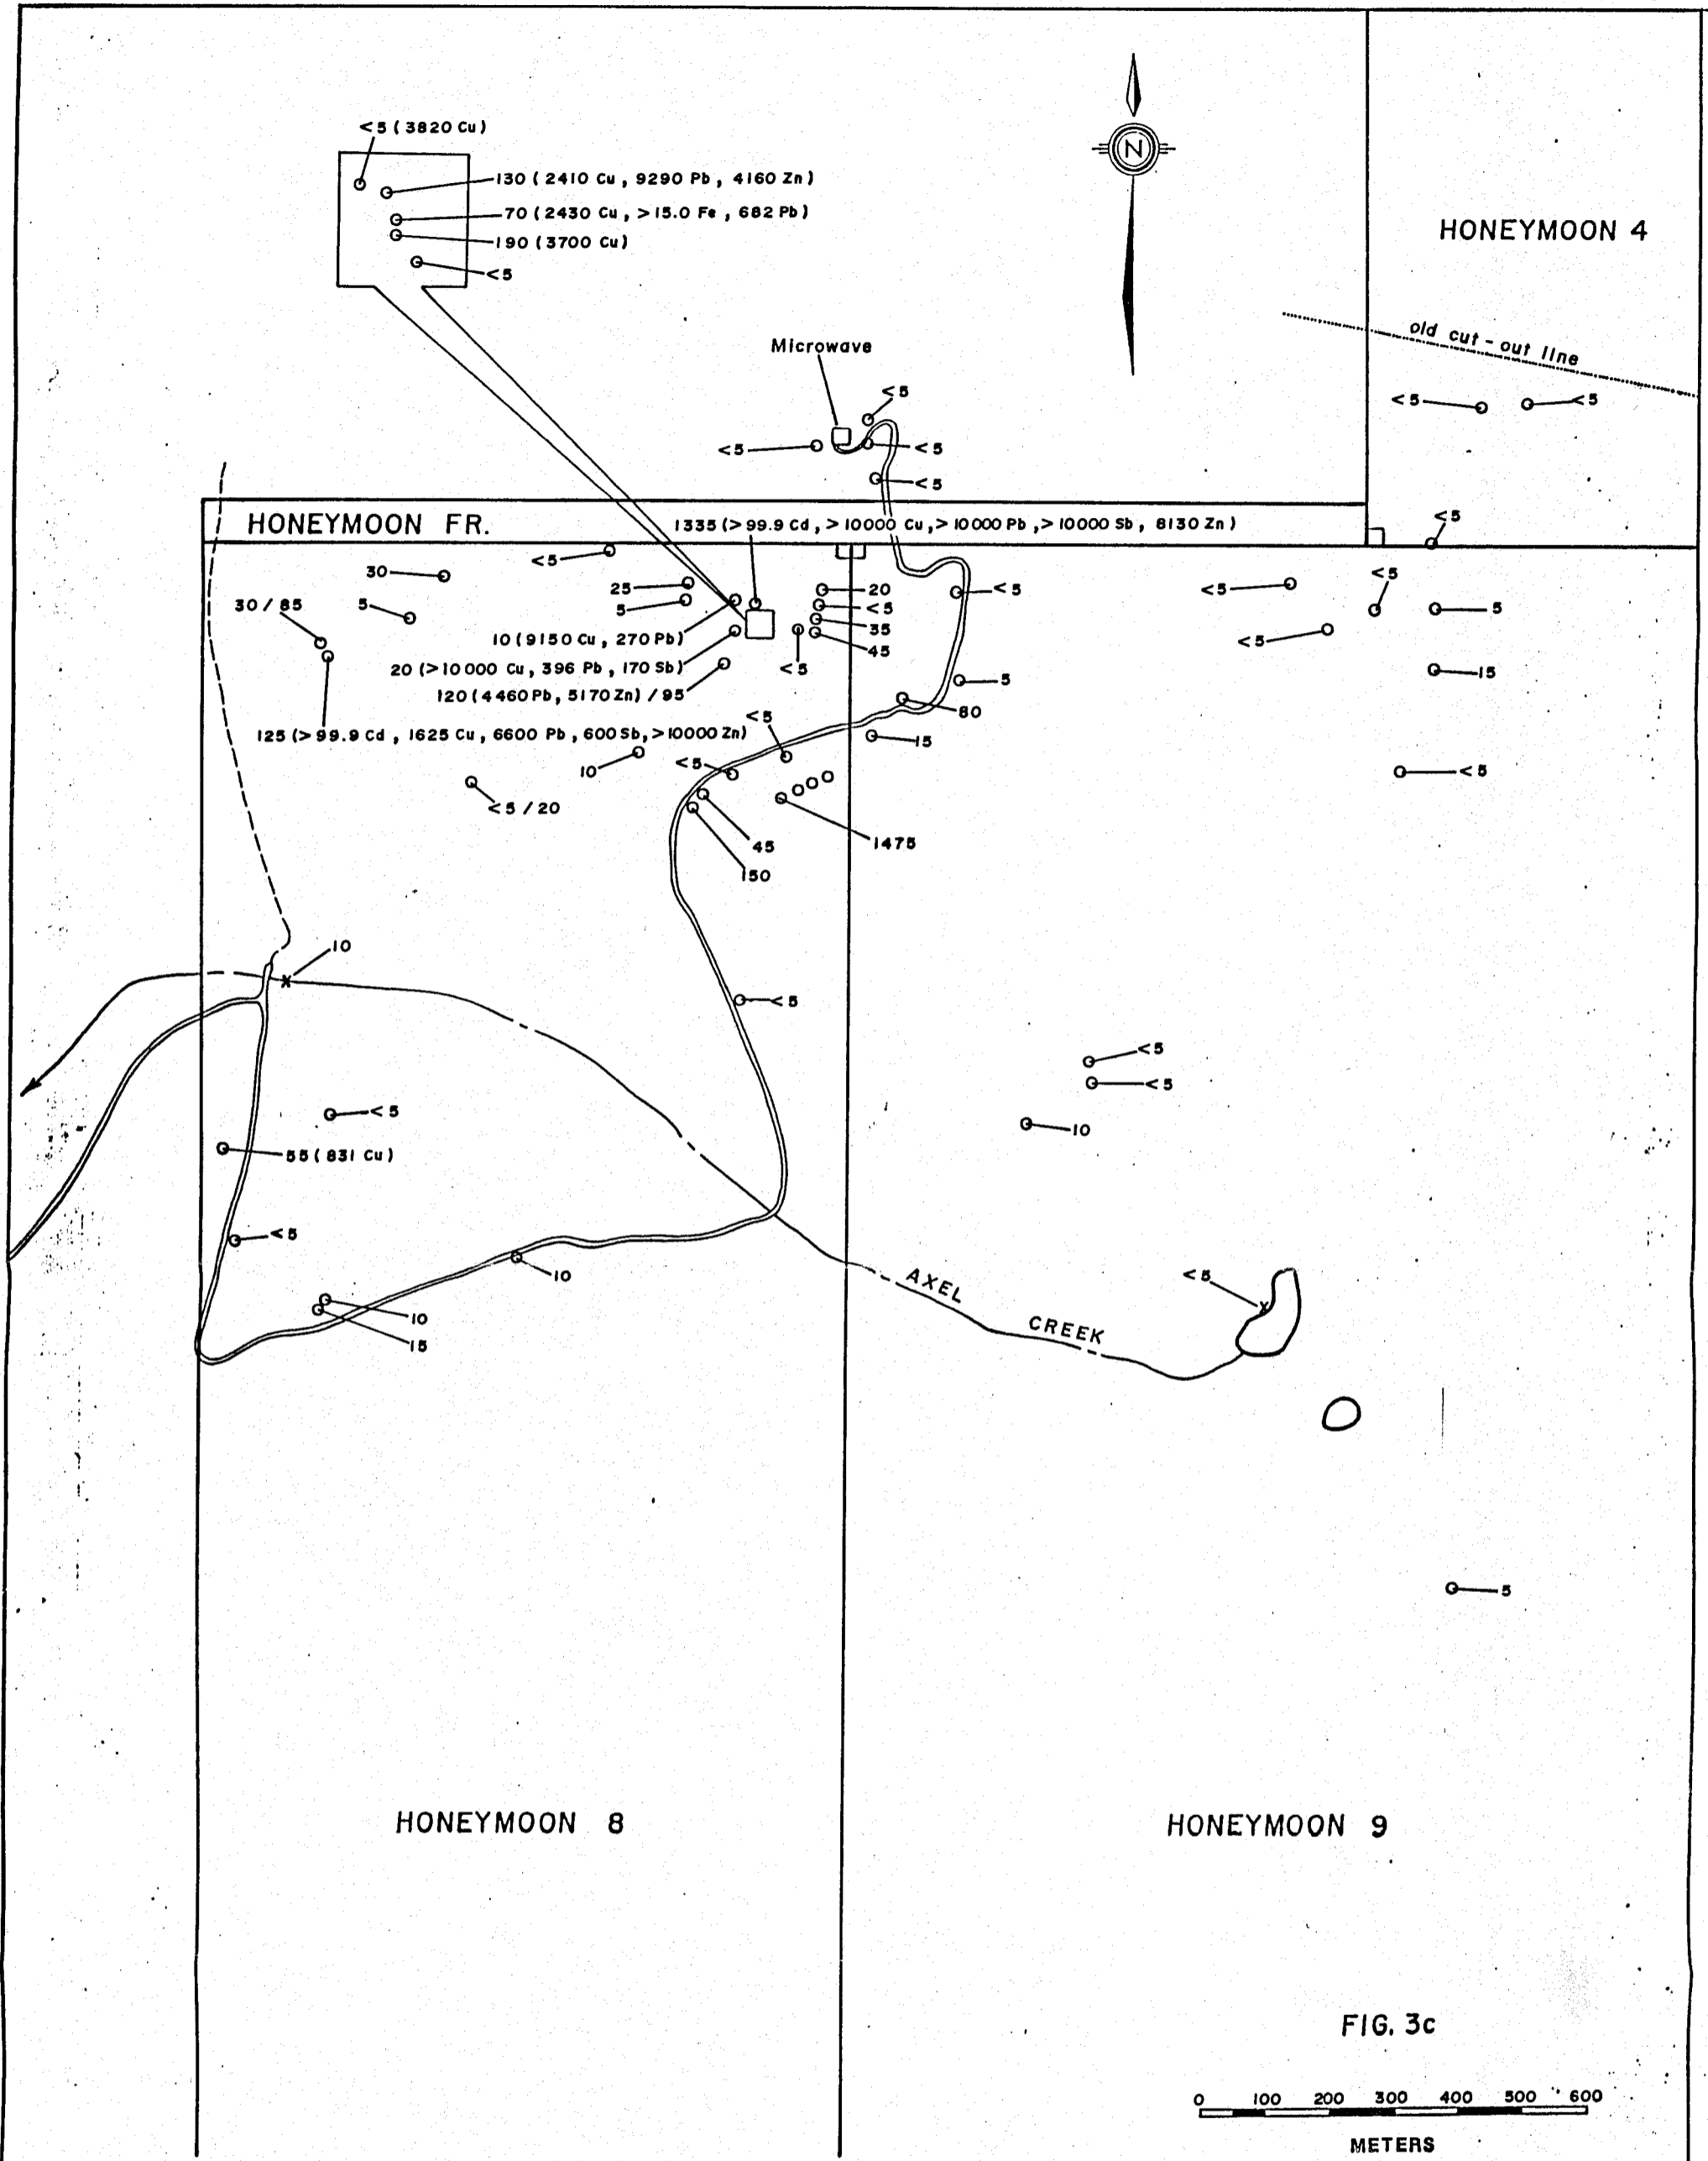 <5 (3820 Cu)
130 (2410 Cu, 9290 Pb, 4160 Zn)
70 (2430 Cu, >15.0 Fe, 682 Pb)
190 (3700 Cu)
<5
N
HONEYMOON 4
old cut-out line
Microwave
<5
<5
<5
<5
<5
<5
HONEYMOON FR.
1335 (>99.9 Cd, >10000 Cu, >10000 Pb, >10000 Sb, 8130 Zn)
<5
<5
30
25
20
<5
<5
<5
30/85
5
5
<5
5
35
10 (9150 Cu, 270 Pb)
45
<5
20 (>10000 Cu, 396 Pb, 170 Sb)
<5
15
5
120 (4460 Pb, 5170 Zn) / 95
80
<5
125 (>99.9 Cd, 1625 Cu, 6600 Pb, 600 Sb, >10000 Zn)
15
10
<5
<5
<5/20
45
1475
150
10
<5
<5
<5
<5
10
55 (831 Cu)
<5
10
<5
AXEL
CREEK
10
15
5
HONEYMOON 8
HONEYMOON 9
FIG. 3c
0 100 200 300 400 500 600
METERS